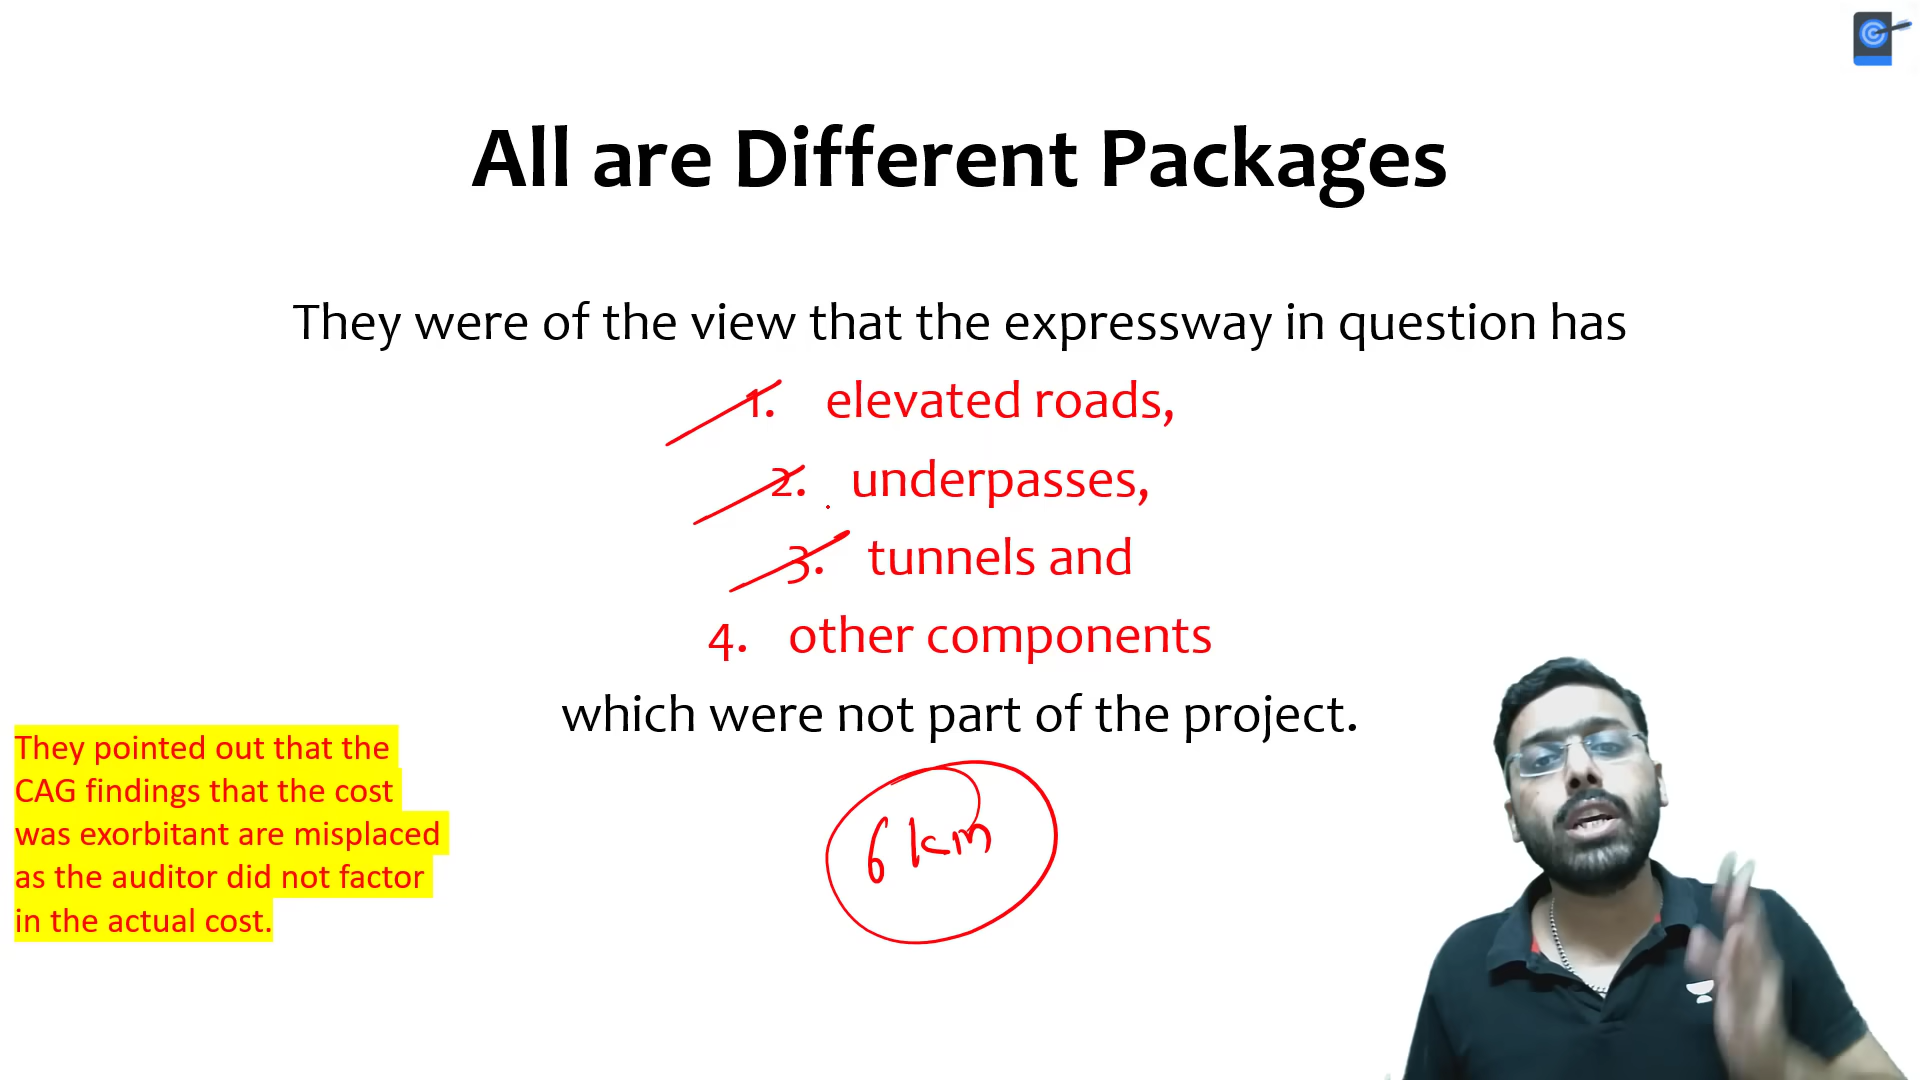 All are Different Packages
They were of the view that the expressway in question has
1. elevated roads,
2. underpasses,
3. tunnels and
4. other components
which were not part of the project.
They pointed out that the
CAG findings that the cost
was exorbitant are misplaced
as the auditor did not factor
in the actual cost.
6 km